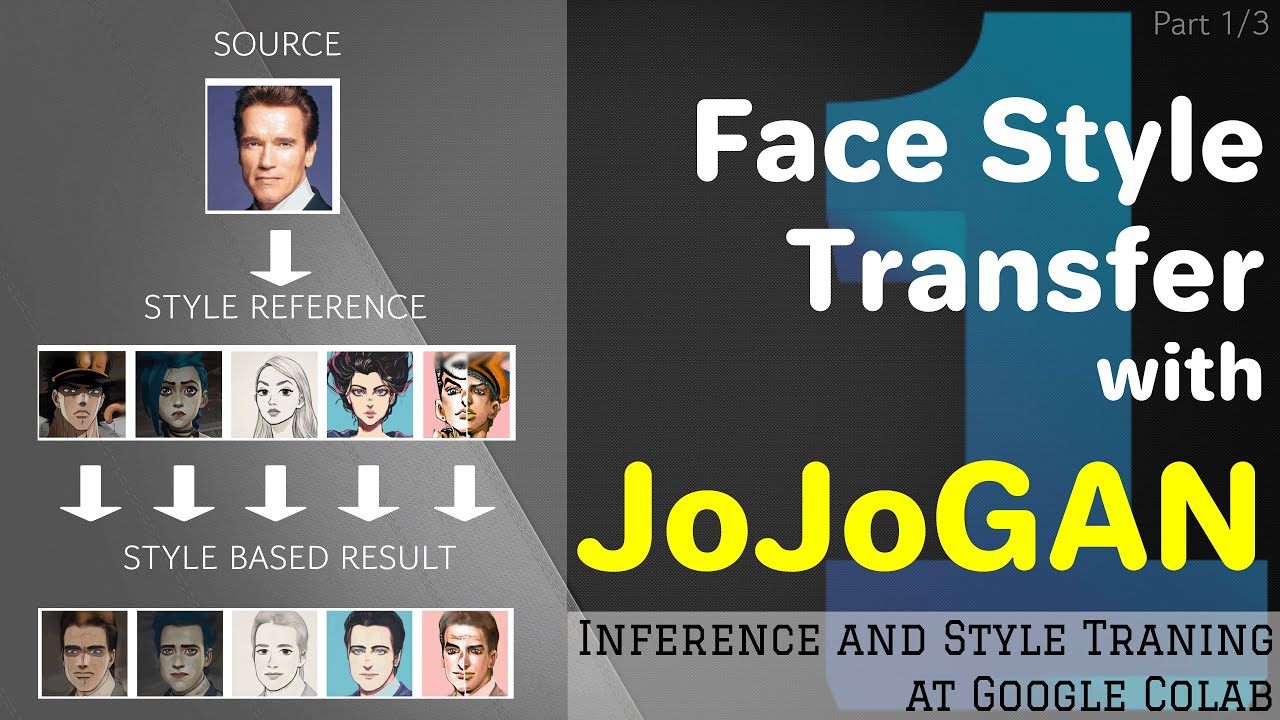 SOURCE
STYLE REFERENCE
STYLE BASED RESULT
Part 1/3
1
Face Style
Transfer
with
JoJoGAN
INFERENCE AND STYLE TRANING
AT GOOGLE COLAB